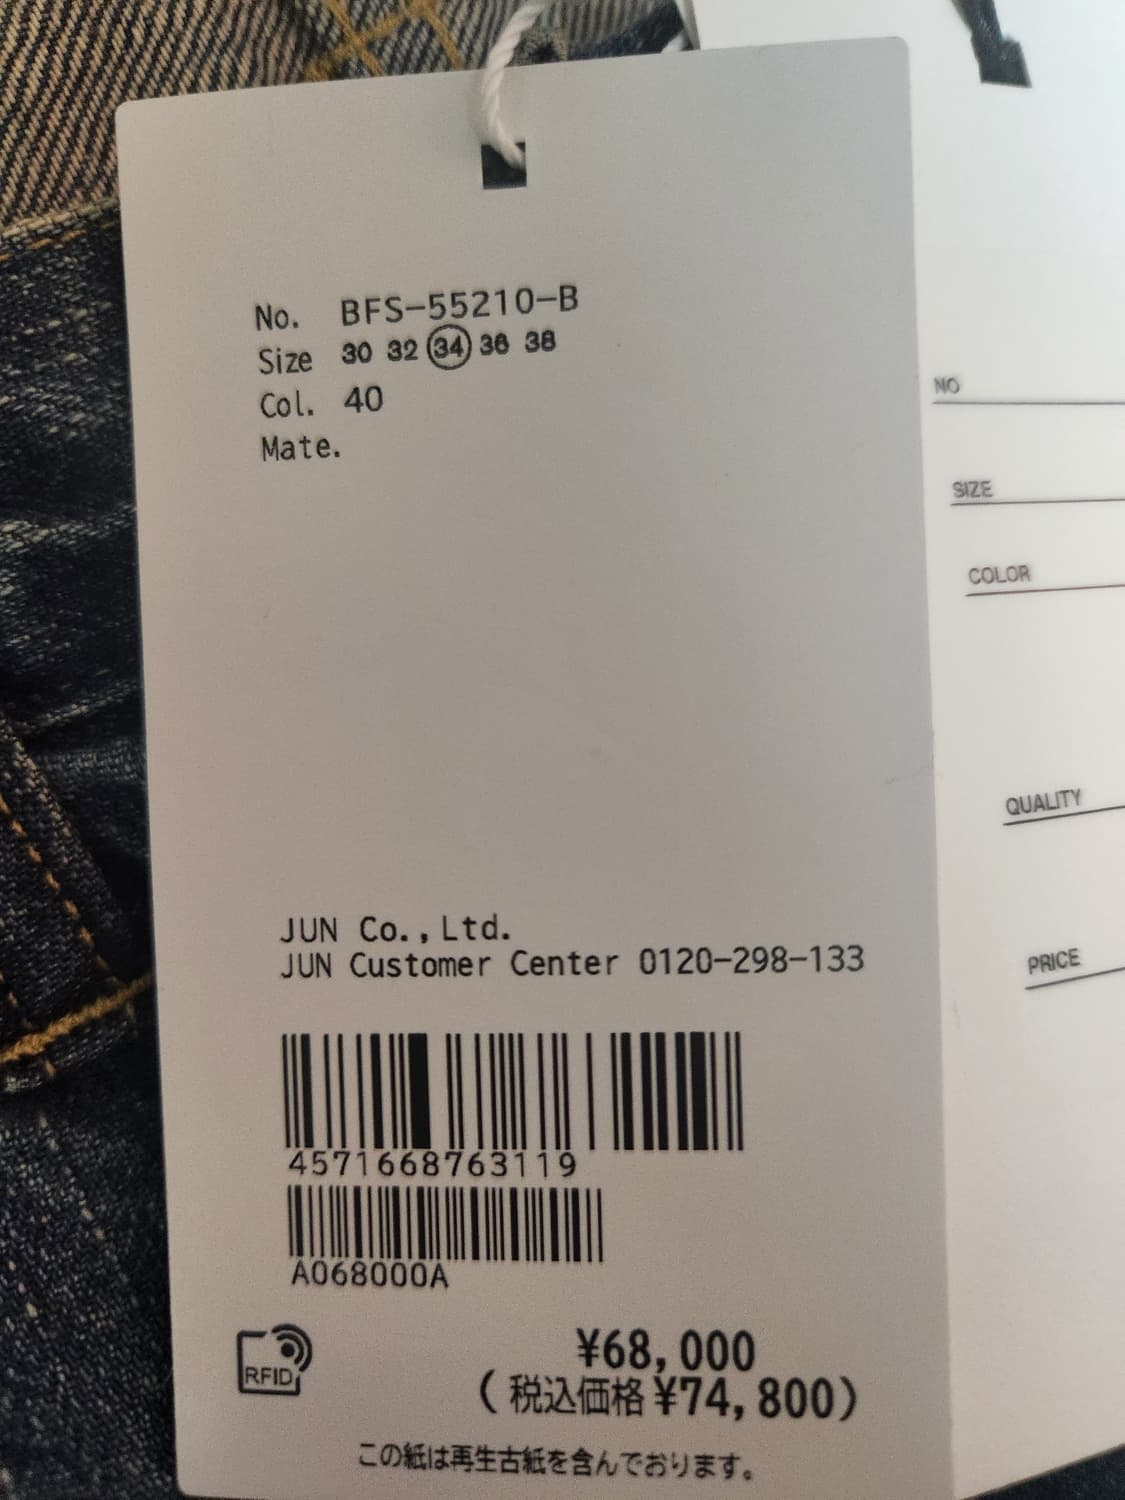 No. BFS-55210-B
Size 30 32 34 36 38
Col. 40
Mate.
JUN Co.,Ltd.
JUN Customer Center 0120-298-133
4571668763119
A068000A
RFID
¥68,000
(税込価格¥74,800)
この紙は再生古紙を含んでおります。
NO
SIZE
COLOR
QUALITY
PRICE